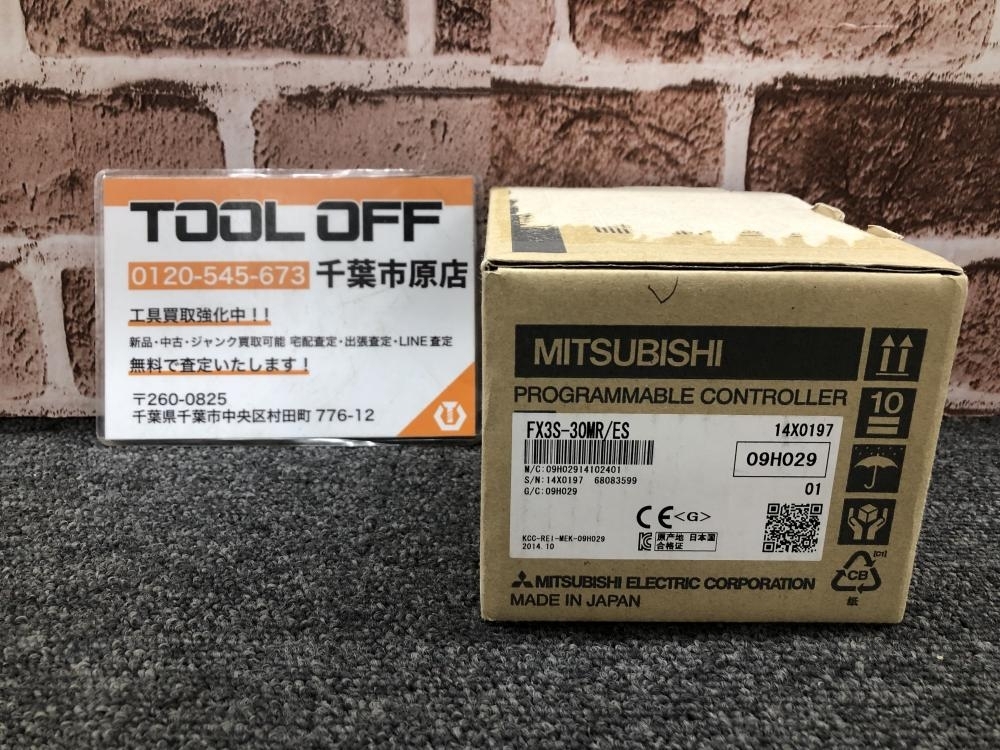 TOOL OFF
0120-545-673 千葉市原店
工具買取強化中!!
新品・中古・ジャンク買取可能 宅配査定・出張査定・LINE査定
無料で査定いたします!
〒260-0825
千葉県千葉市中央区村田町 776-12
MITSUBISHI
PROGRAMMABLE CONTROLLER
10
FX3S-30MR/ES 14X0197
09H029
M/C:09H02914102401
S/N:14X0197 68083599
G/C:09H029
01
CE <G>
KCC-REI-MEK-09H029
2014.10
原产地 日本国
合格证
[C1]
CB
紙
MITSUBISHI ELECTRIC CORPORATION
MADE IN JAPAN